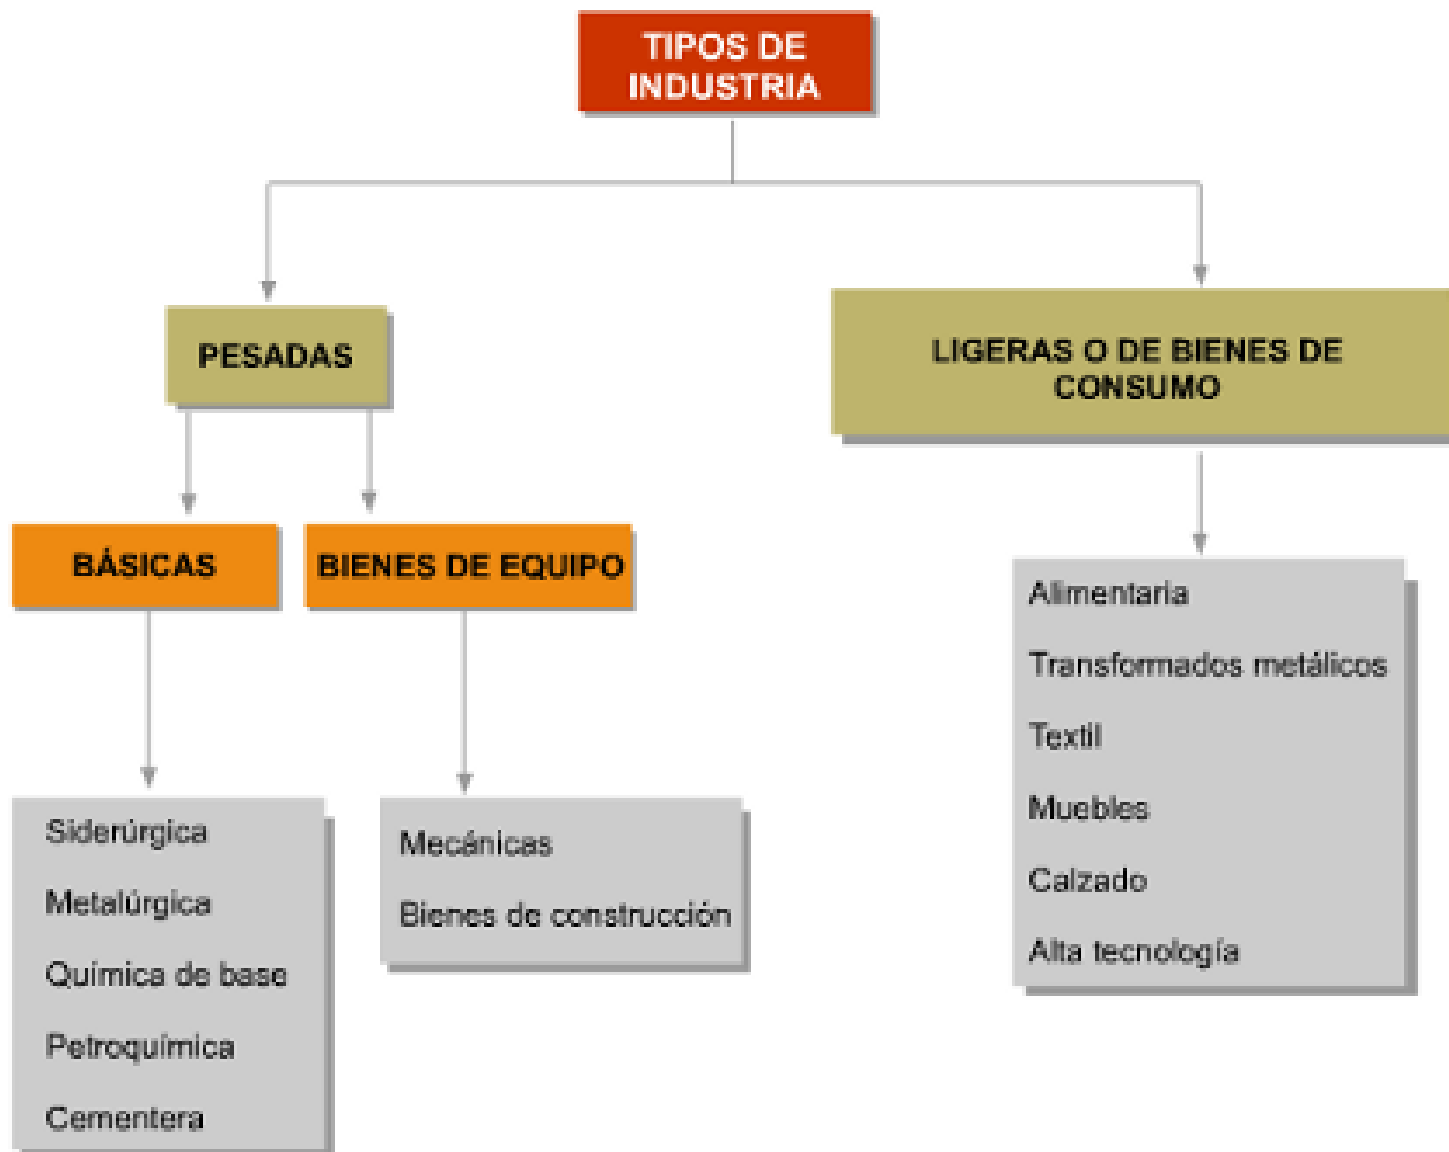 TIPOS DE
INDUSTRIA
PESADAS
LIGERAS O DE BIENES DE
CONSUMO
BÁSICAS
BIENES DE EQUIPO
Siderúrgica
Metalúrgica
Química de base
Petroquímica
Cementera
Mecánicas
Bienes de construcción
Alimentaria
Transformados metálicos
Textil
Muebles
Calzado
Alta tecnología